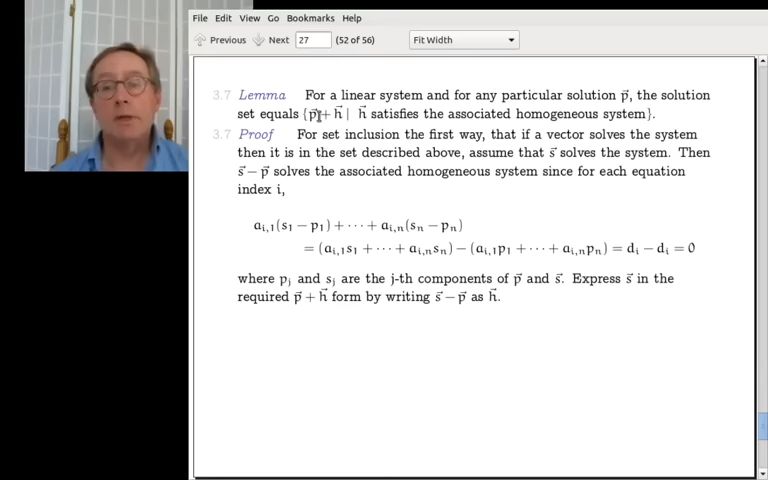 File Edit View Go Bookmarks Help
Previous Next 27 (52 of 56) Fit Width
3.7 Lemma For a linear system and for any particular solution p⃗, the solution
set equals {p⃗ + h⃗ | h⃗ satisfies the associated homogeneous system}.
3.7 Proof For set inclusion the first way, that if a vector solves the system
then it is in the set described above, assume that s⃗ solves the system. Then
s⃗ − p⃗ solves the associated homogeneous system since for each equation
index i,
a_{i,1}(s_1 − p_1) + ··· + a_{i,n}(s_n − p_n)
= (a_{i,1}s_1 + ··· + a_{i,n}s_n) − (a_{i,1}p_1 + ··· + a_{i,n}p_n) = d_i − d_i = 0
where p_j and s_j are the j-th components of p⃗ and s⃗. Express s⃗ in the
required p⃗ + h⃗ form by writing s⃗ − p⃗ as h⃗.